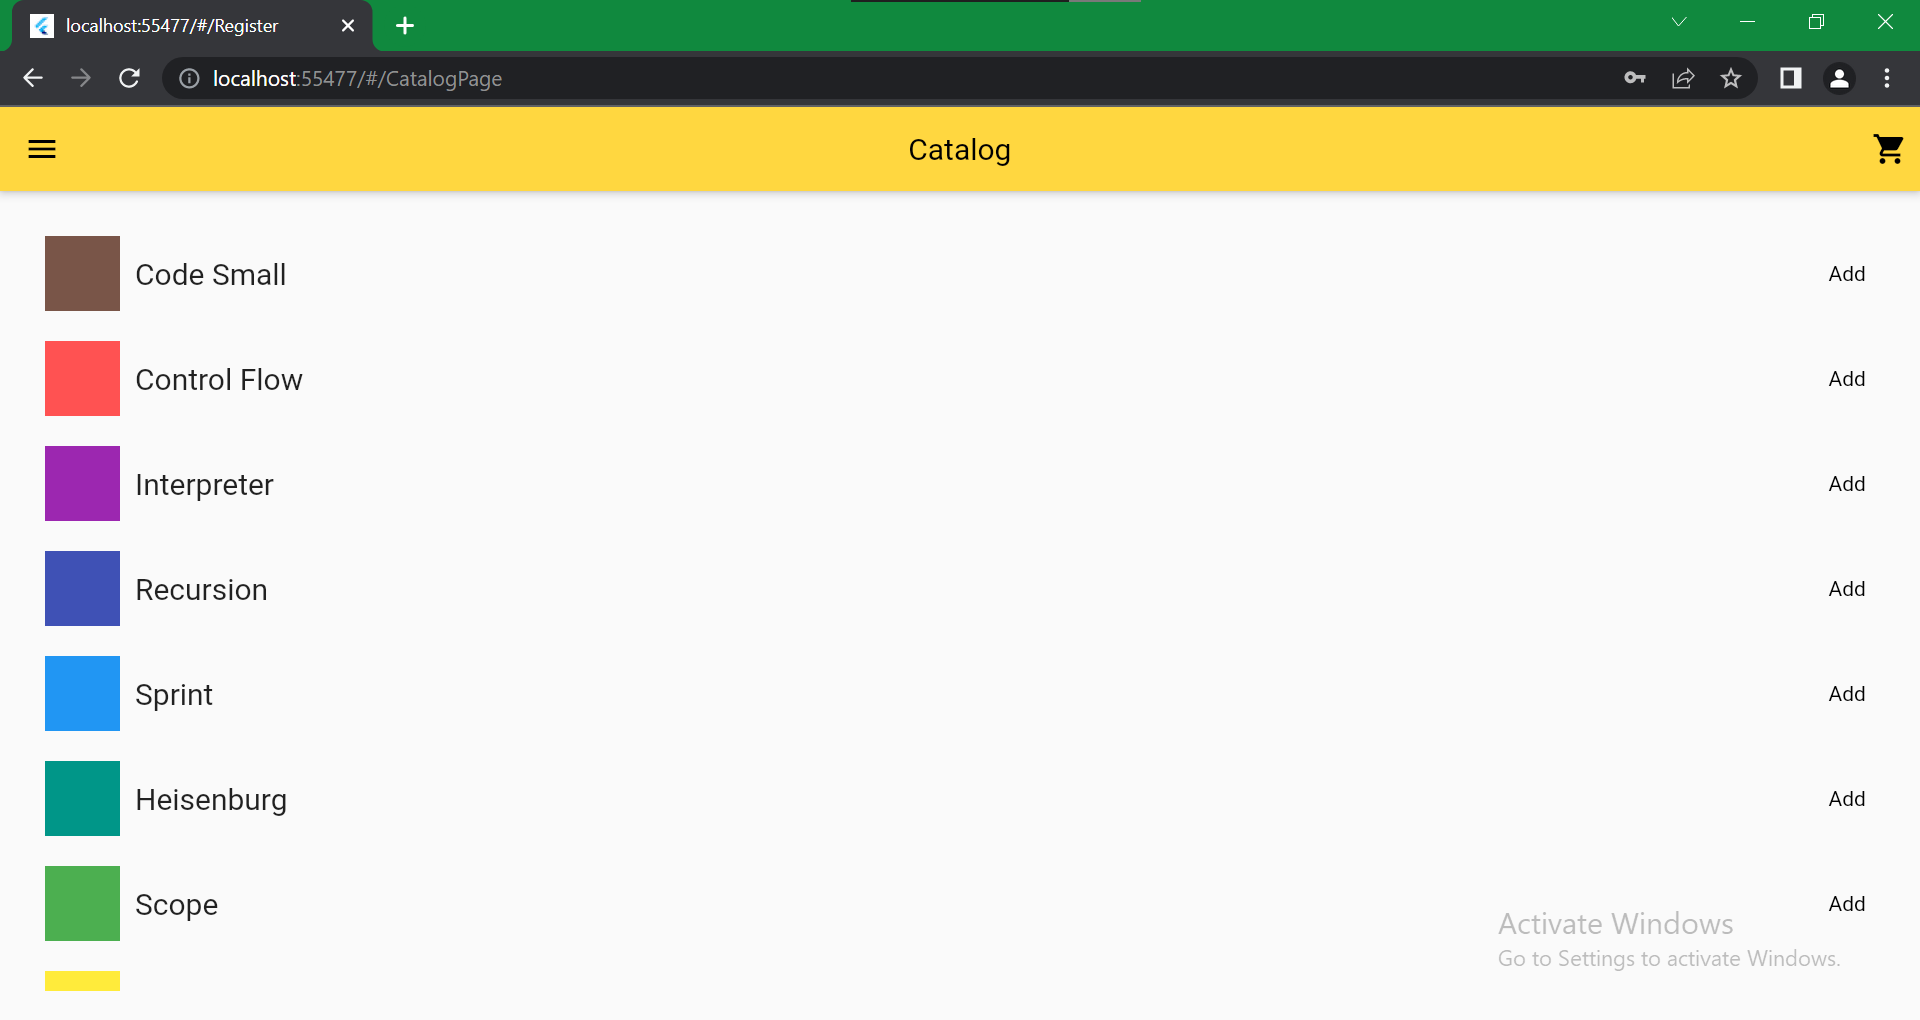 localhost:55477/#/Register
localhost:55477/#/CatalogPage
Catalog
Code Small Add
Control Flow Add
Interpreter Add
Recursion Add
Sprint Add
Heisenburg Add
Scope Add
Activate Windows
Go to Settings to activate Windows.